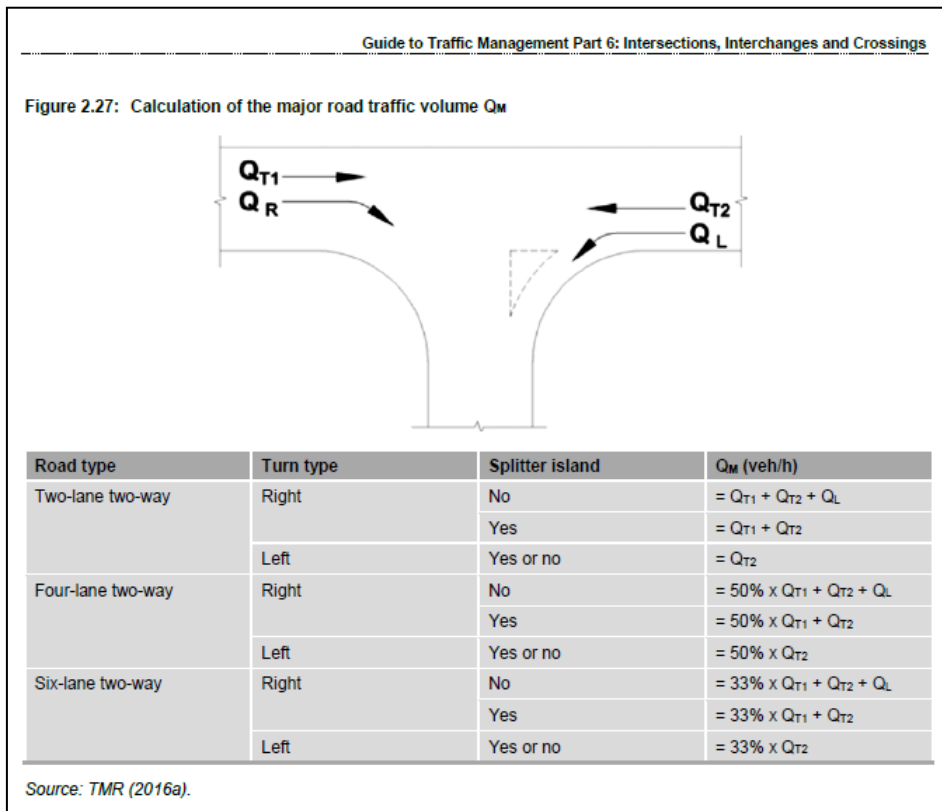 Guide to Traffic Management Part 6: Intersections, Interchanges and Crossings
Figure 2.27: Calculation of the major road traffic volume QM
QT1
QR
QT2
QL
Road type Turn type Splitter island QM (veh/h)
Two-lane two-way Right No = QT1 + QT2 + QL
Yes = QT1 + QT2
Left Yes or no = QT2
Four-lane two-way Right No = 50% x QT1 + QT2 + QL
Yes = 50% x QT1 + QT2
Left Yes or no = 50% x QT2
Six-lane two-way Right No = 33% x QT1 + QT2 + QL
Yes = 33% x QT1 + QT2
Left Yes or no = 33% x QT2
Source: TMR (2016a).